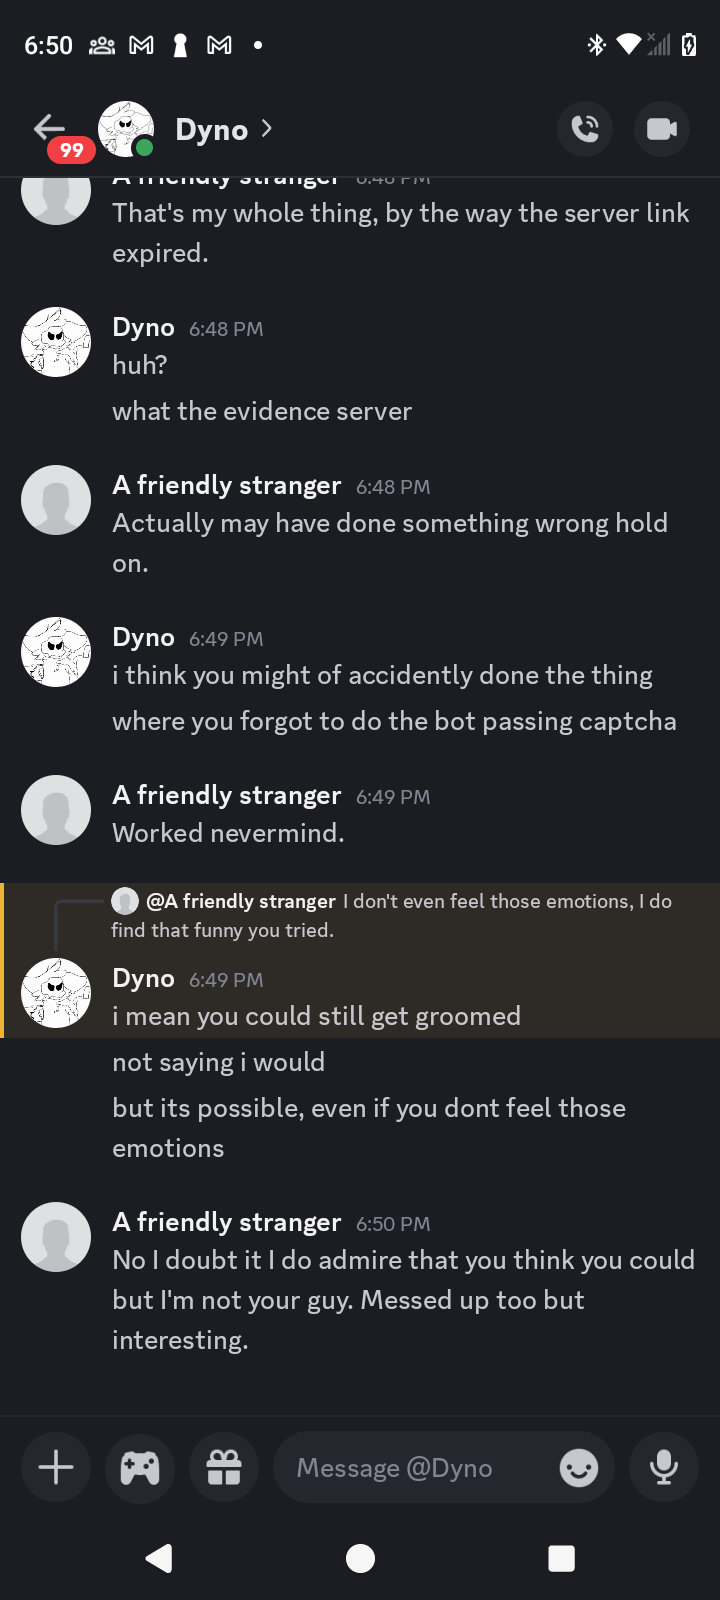 6:50
99
Dyno
A friendly stranger 6:48 PM
That's my whole thing, by the way the server link
expired.
Dyno 6:48 PM
huh?
what the evidence server
A friendly stranger 6:48 PM
Actually may have done something wrong hold
on.
Dyno 6:49 PM
i think you might of accidently done the thing
where you forgot to do the bot passing captcha
A friendly stranger 6:49 PM
Worked nevermind.
@A friendly stranger I don't even feel those emotions, I do
find that funny you tried.
Dyno 6:49 PM
i mean you could still get groomed
not saying i would
but its possible, even if you dont feel those
emotions
A friendly stranger 6:50 PM
No I doubt it I do admire that you think you could
but I'm not your guy. Messed up too but
interesting.
Message @Dyno